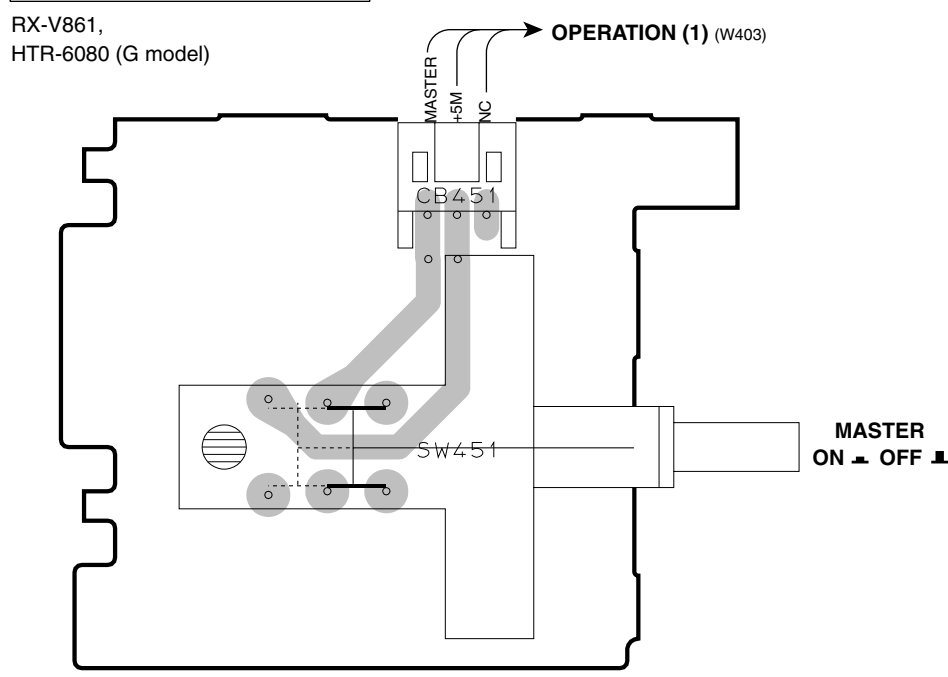 RX-V861,
HTR-6080 (G model)
OPERATION (1) (W403)
MASTER
+5M
NC
CB451
SW451
MASTER
ON OFF